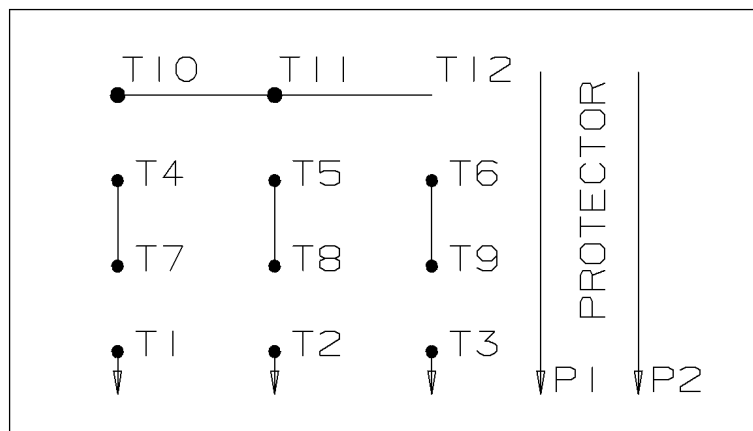 T10 T11 T12
T4 T5 T6
T7 T8 T9
T1 T2 T3
PROTECTOR
P1 P2